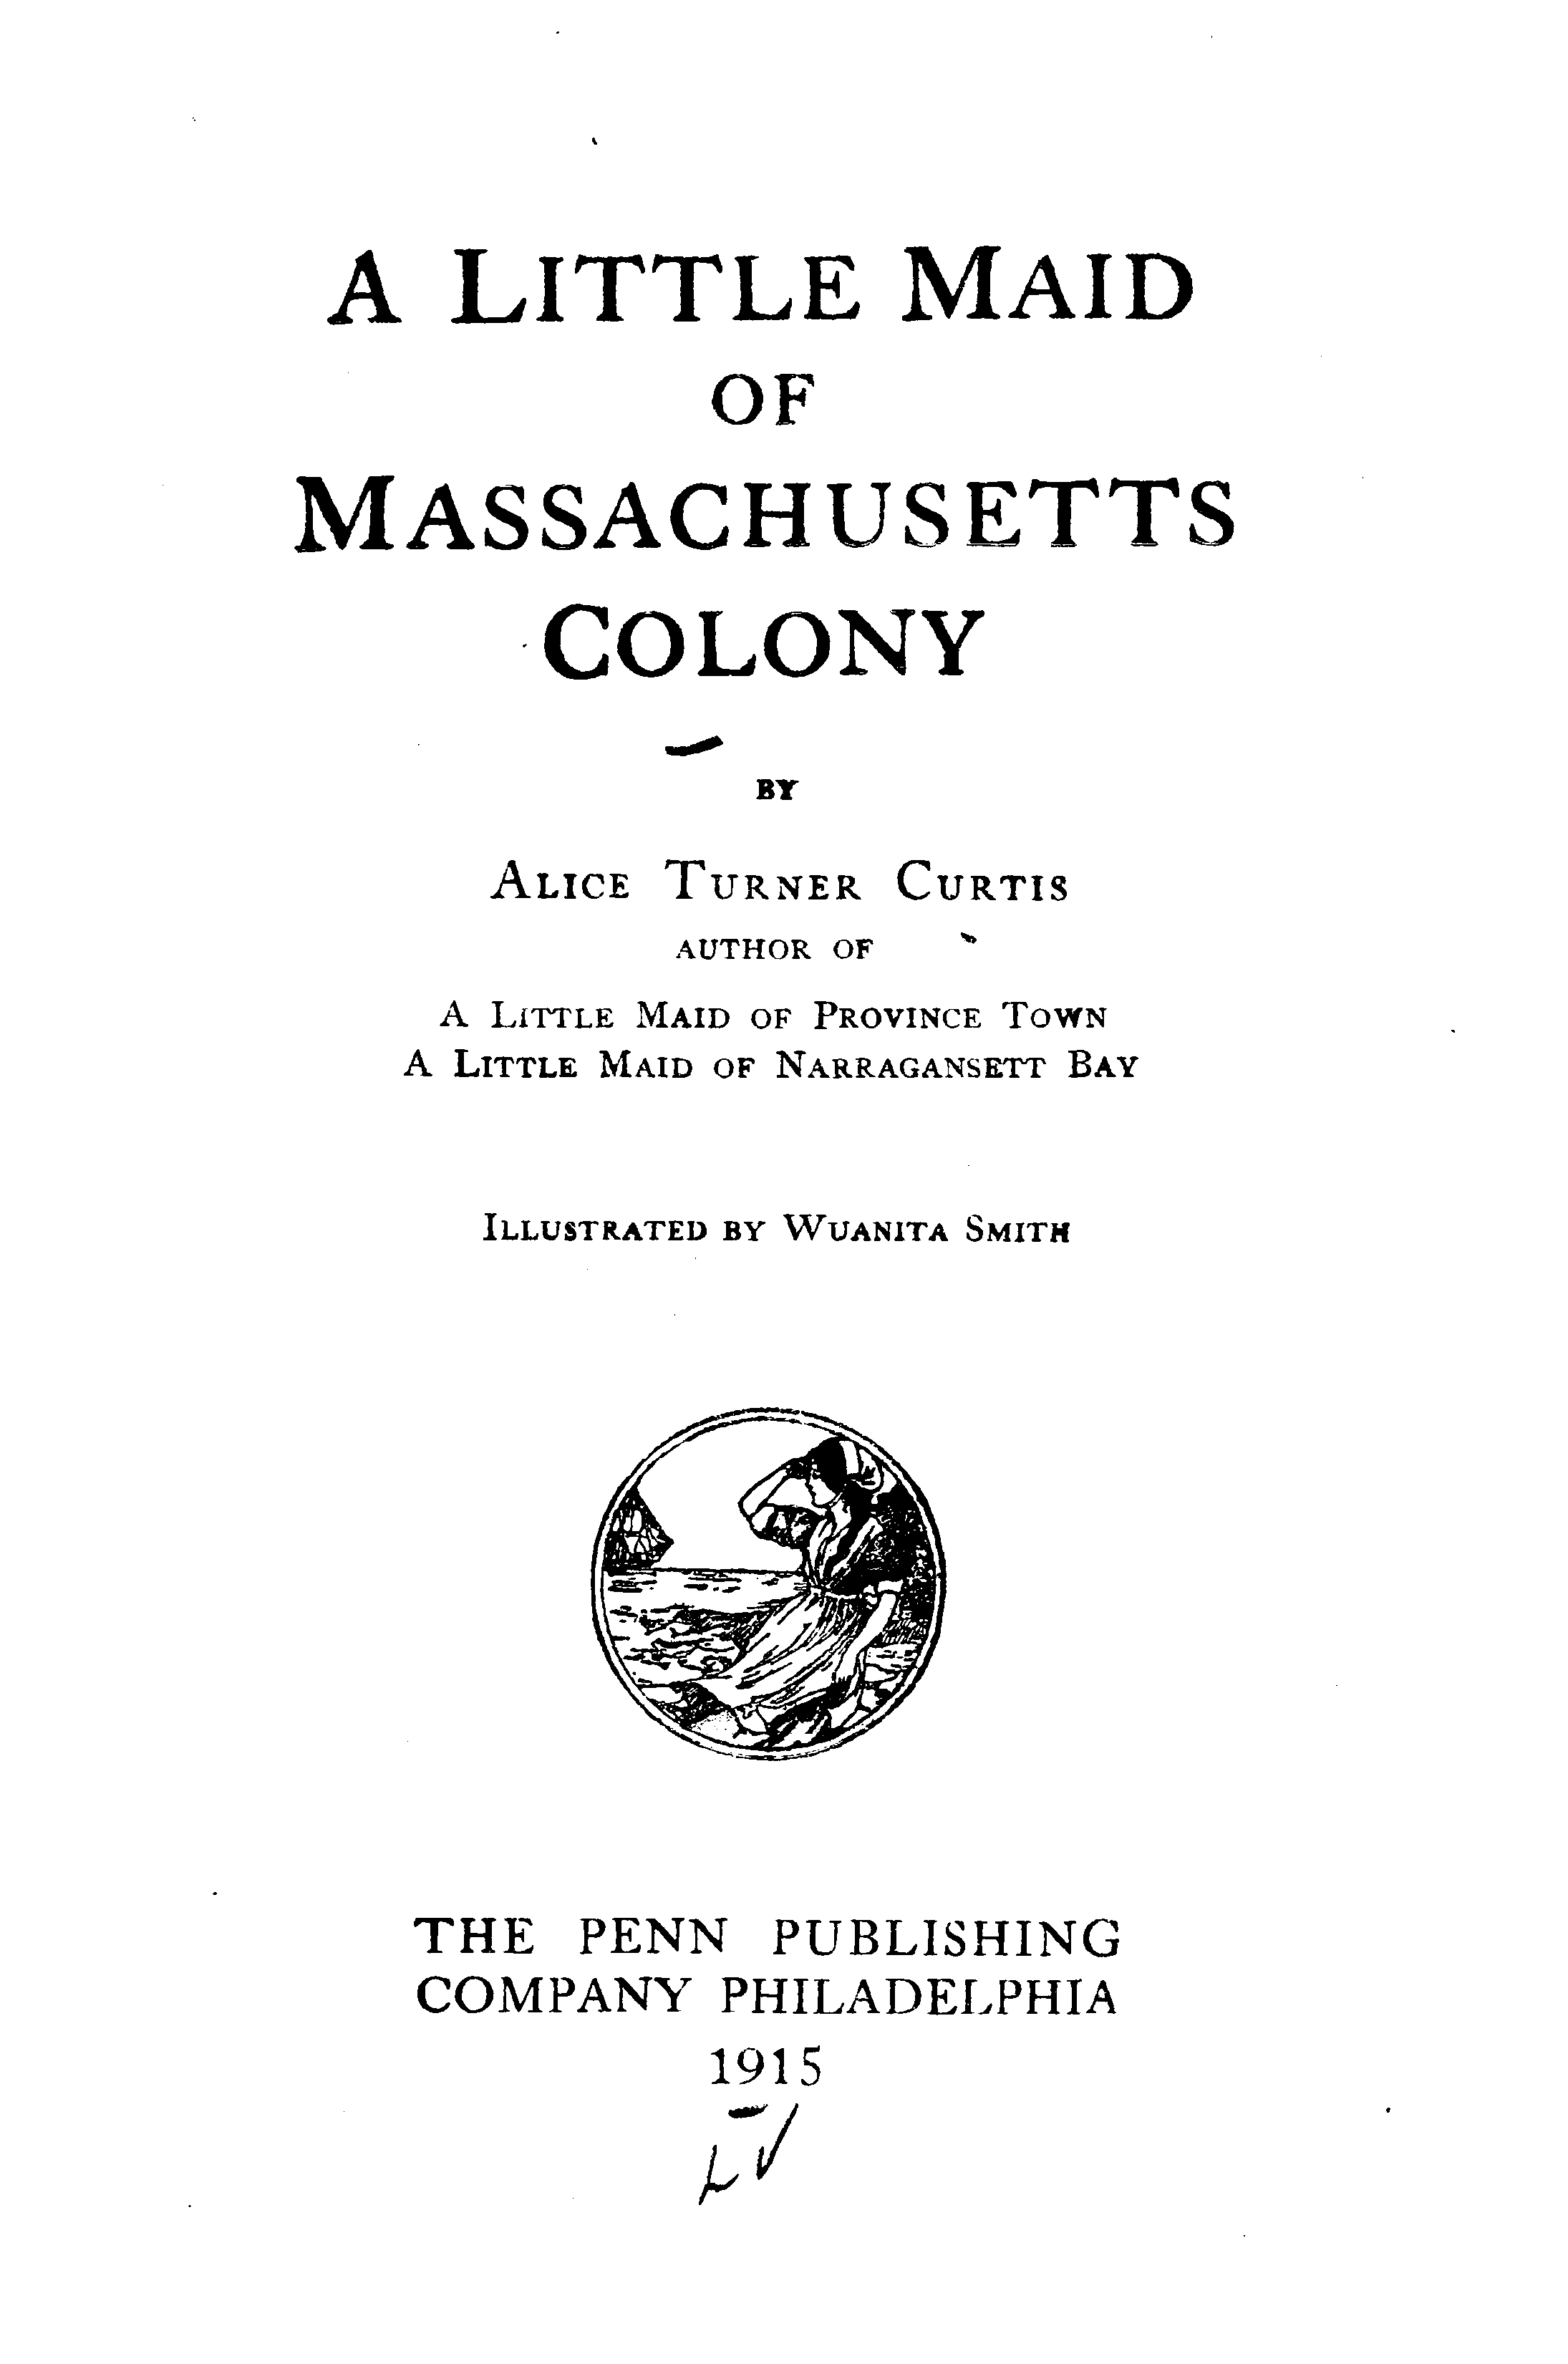 A LITTLE MAID
OF
MASSACHUSETTS
COLONY
BY
ALICE TURNER CURTIS
AUTHOR OF
A LITTLE MAID OF PROVINCE TOWN
A LITTLE MAID OF NARRAGANSETT BAY
ILLUSTRATED BY WUANITA SMITH
THE PENN PUBLISHING
COMPANY PHILADELPHIA
1915